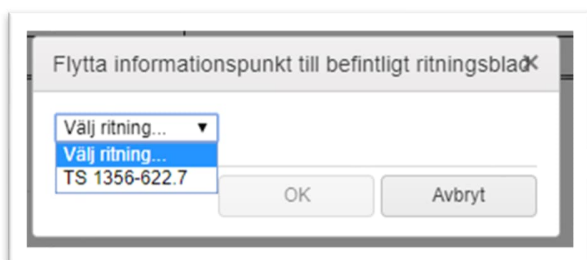 Flytta informationspunkt till befintligt ritningsblad ×
Välj ritning... ▼
Välj ritning...
TS 1356-622.7
OK Avbryt